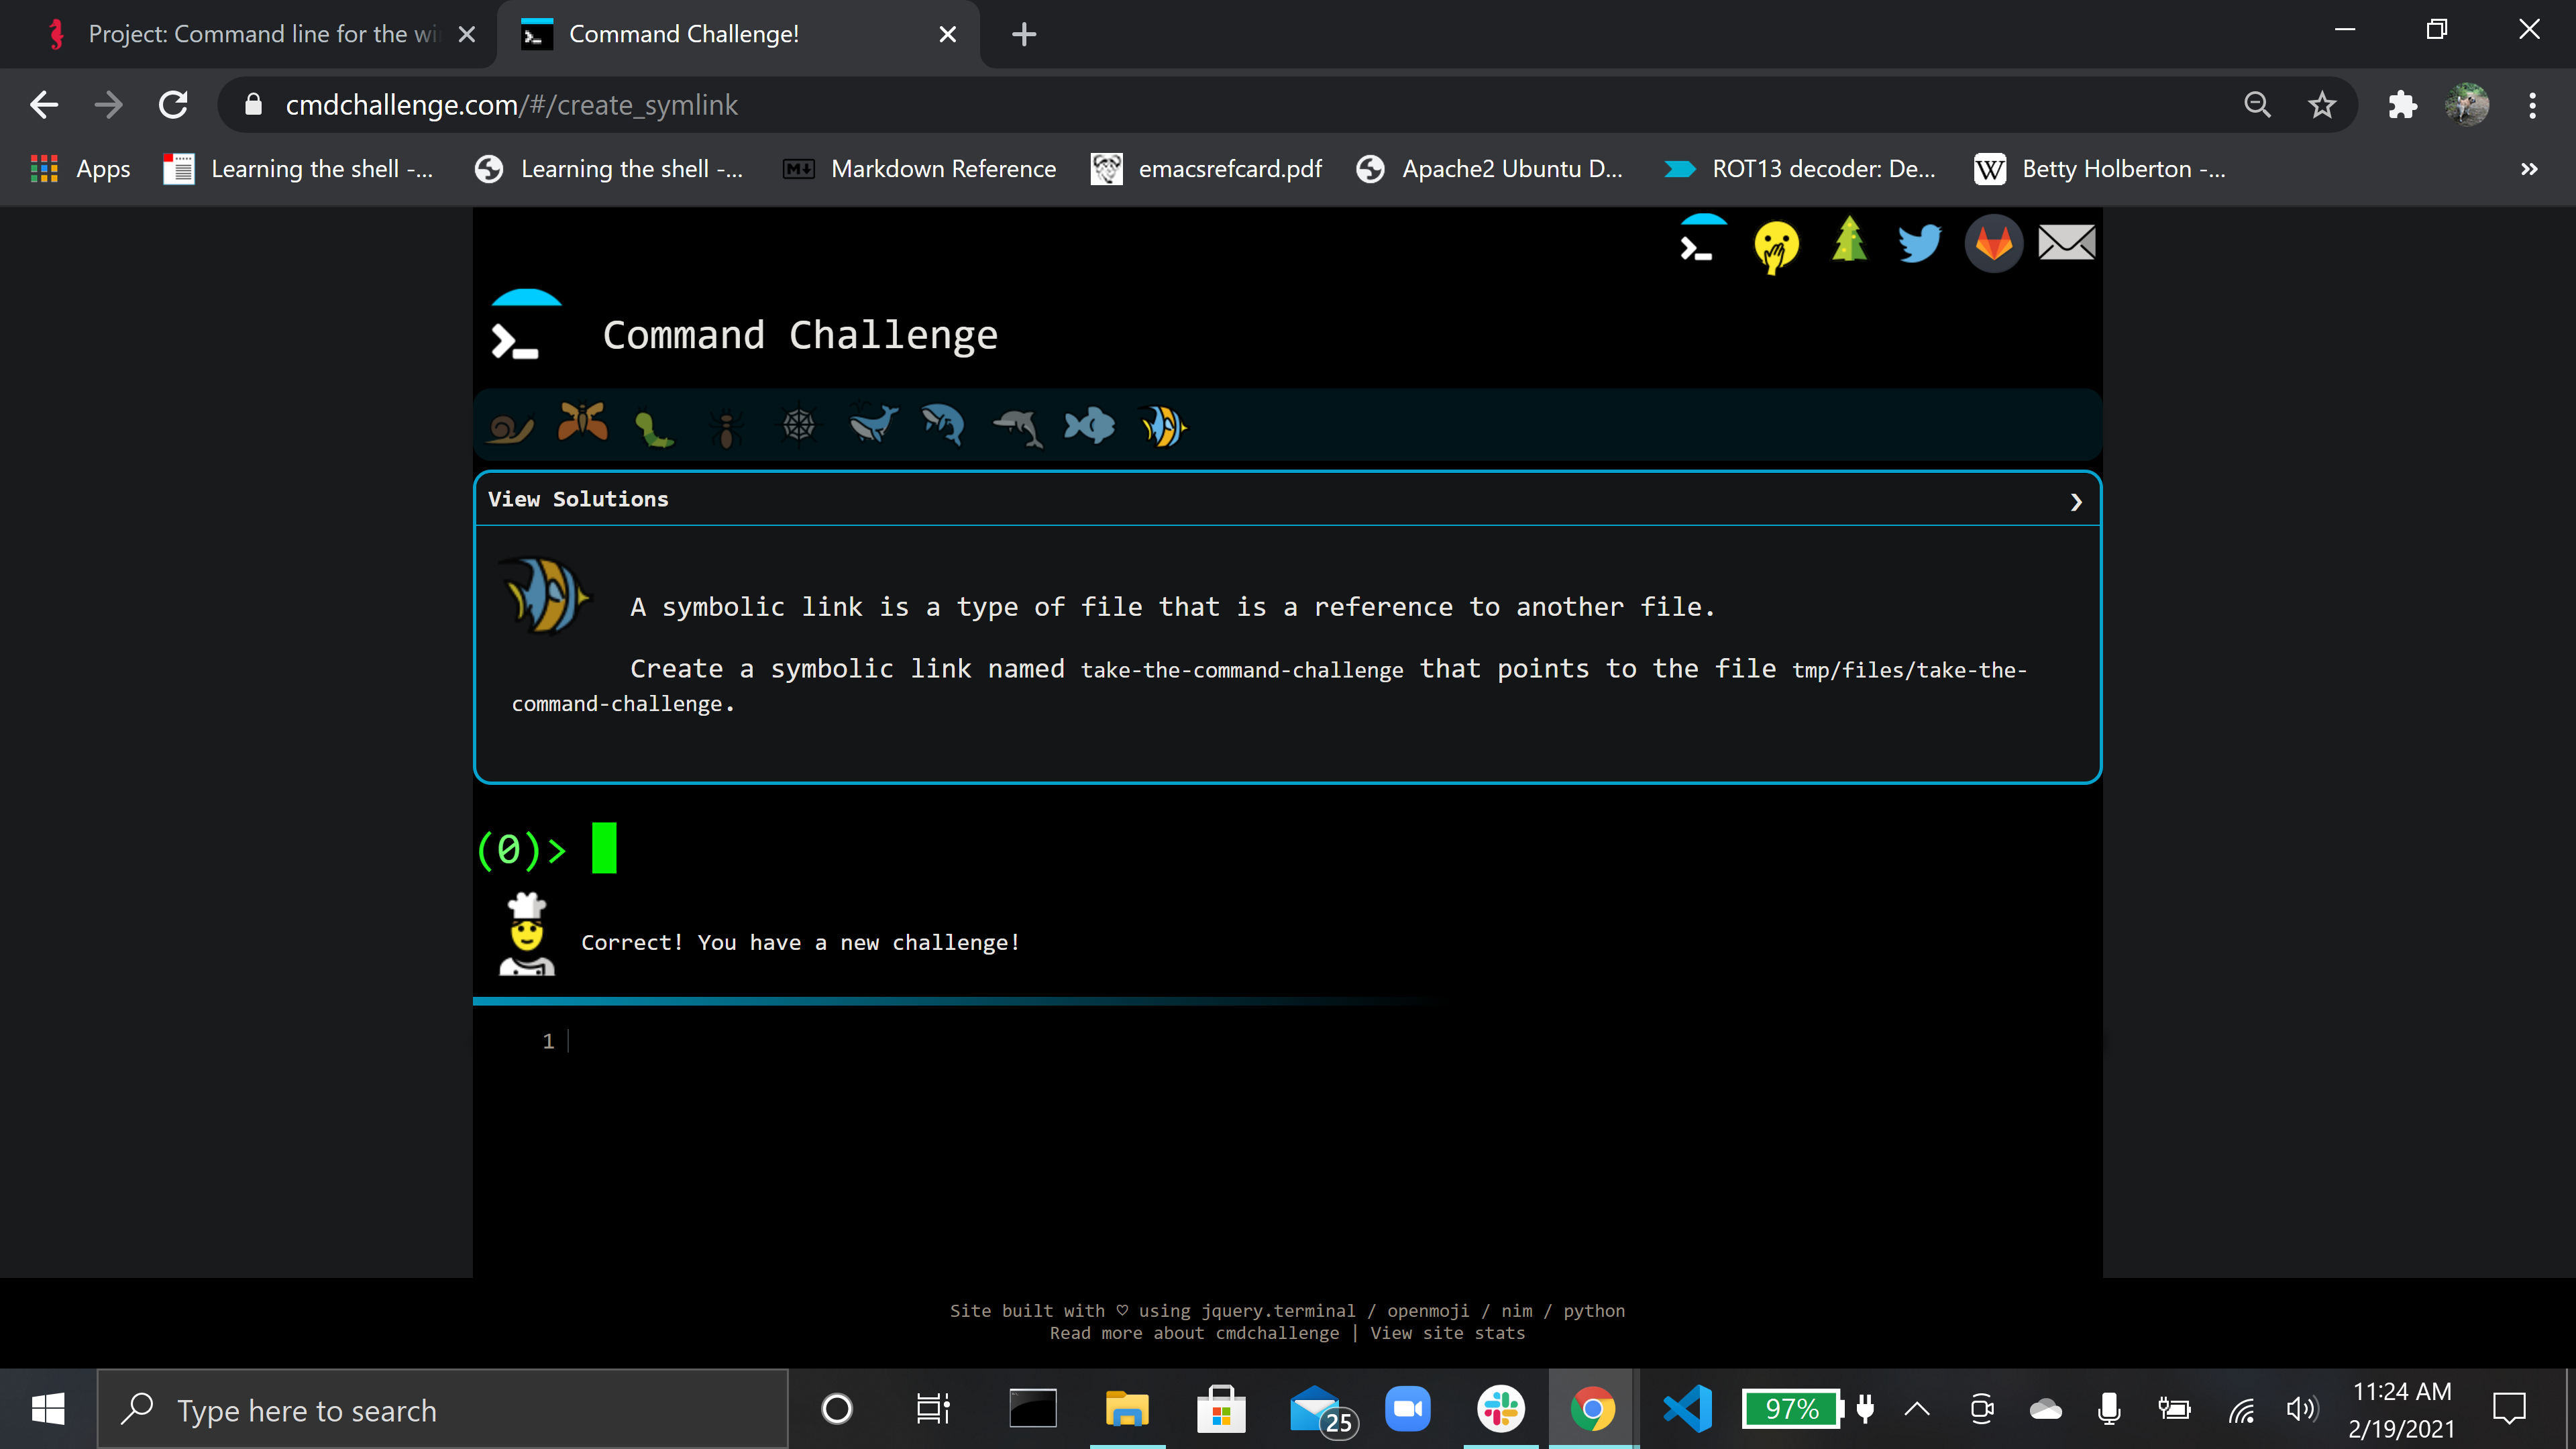 Project: Command line for the wi
Command Challenge!
cmdchallenge.com/#/create_symlink
Apps
Learning the shell -...
Learning the shell -...
Markdown Reference
emacsrefcard.pdf
Apache2 Ubuntu D...
ROT13 decoder: De...
Betty Holberton -...
Command Challenge
View Solutions
A symbolic link is a type of file that is a reference to another file.
Create a symbolic link named take-the-command-challenge that points to the file tmp/files/take-the-
command-challenge.
(0)>
Correct! You have a new challenge!
1
Site built with ♡ using jquery.terminal / openmoji / nim / python
Read more about cmdchallenge | View site stats
Type here to search
25
97%
11:24 AM
2/19/2021